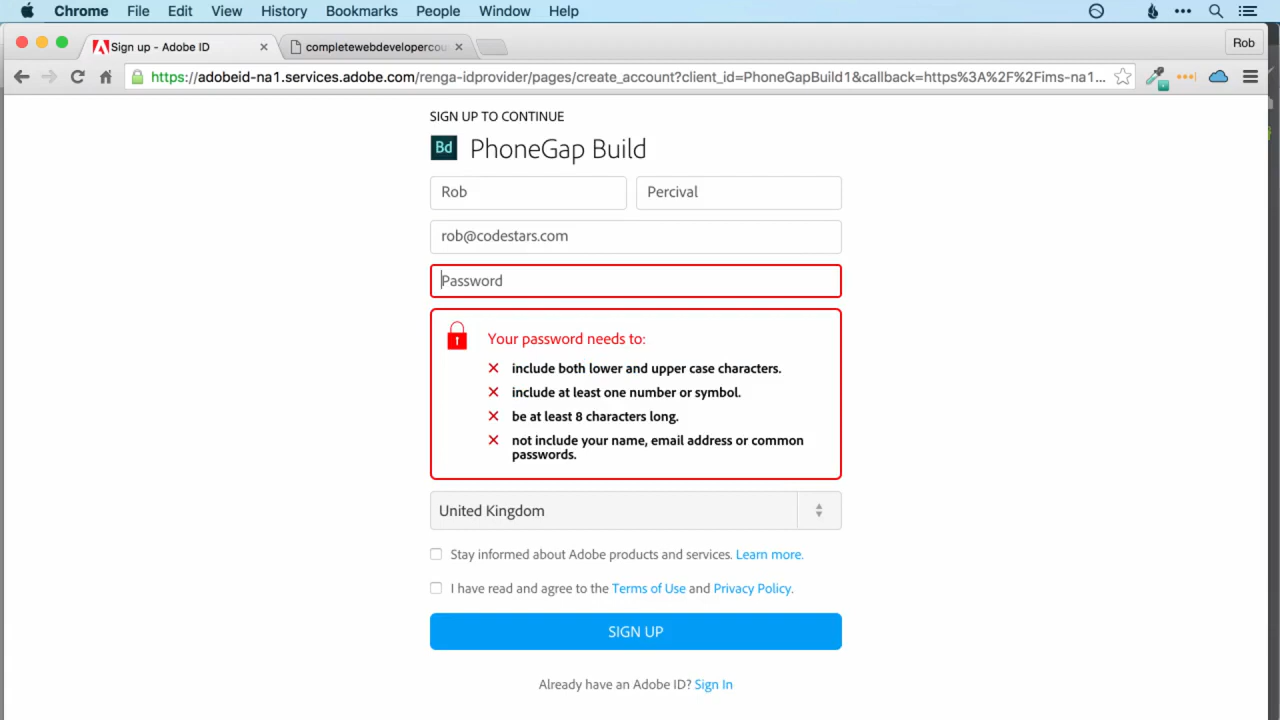 Chrome File Edit View History Bookmarks People Window Help
Sign up - Adobe ID
completewebdevelopercou
Rob
https://adobeid-na1.services.adobe.com/renga-idprovider/pages/create_account?client_id=PhoneGapBuild1&callback=https%3A%2F%2Fims-na1...
SIGN UP TO CONTINUE
Bd PhoneGap Build
Rob Percival
rob@codestars.com
Password
Your password needs to:
include both lower and upper case characters.
include at least one number or symbol.
be at least 8 characters long.
not include your name, email address or common
passwords.
United Kingdom
Stay informed about Adobe products and services. Learn more.
I have read and agree to the Terms of Use and Privacy Policy.
SIGN UP
Already have an Adobe ID? Sign In